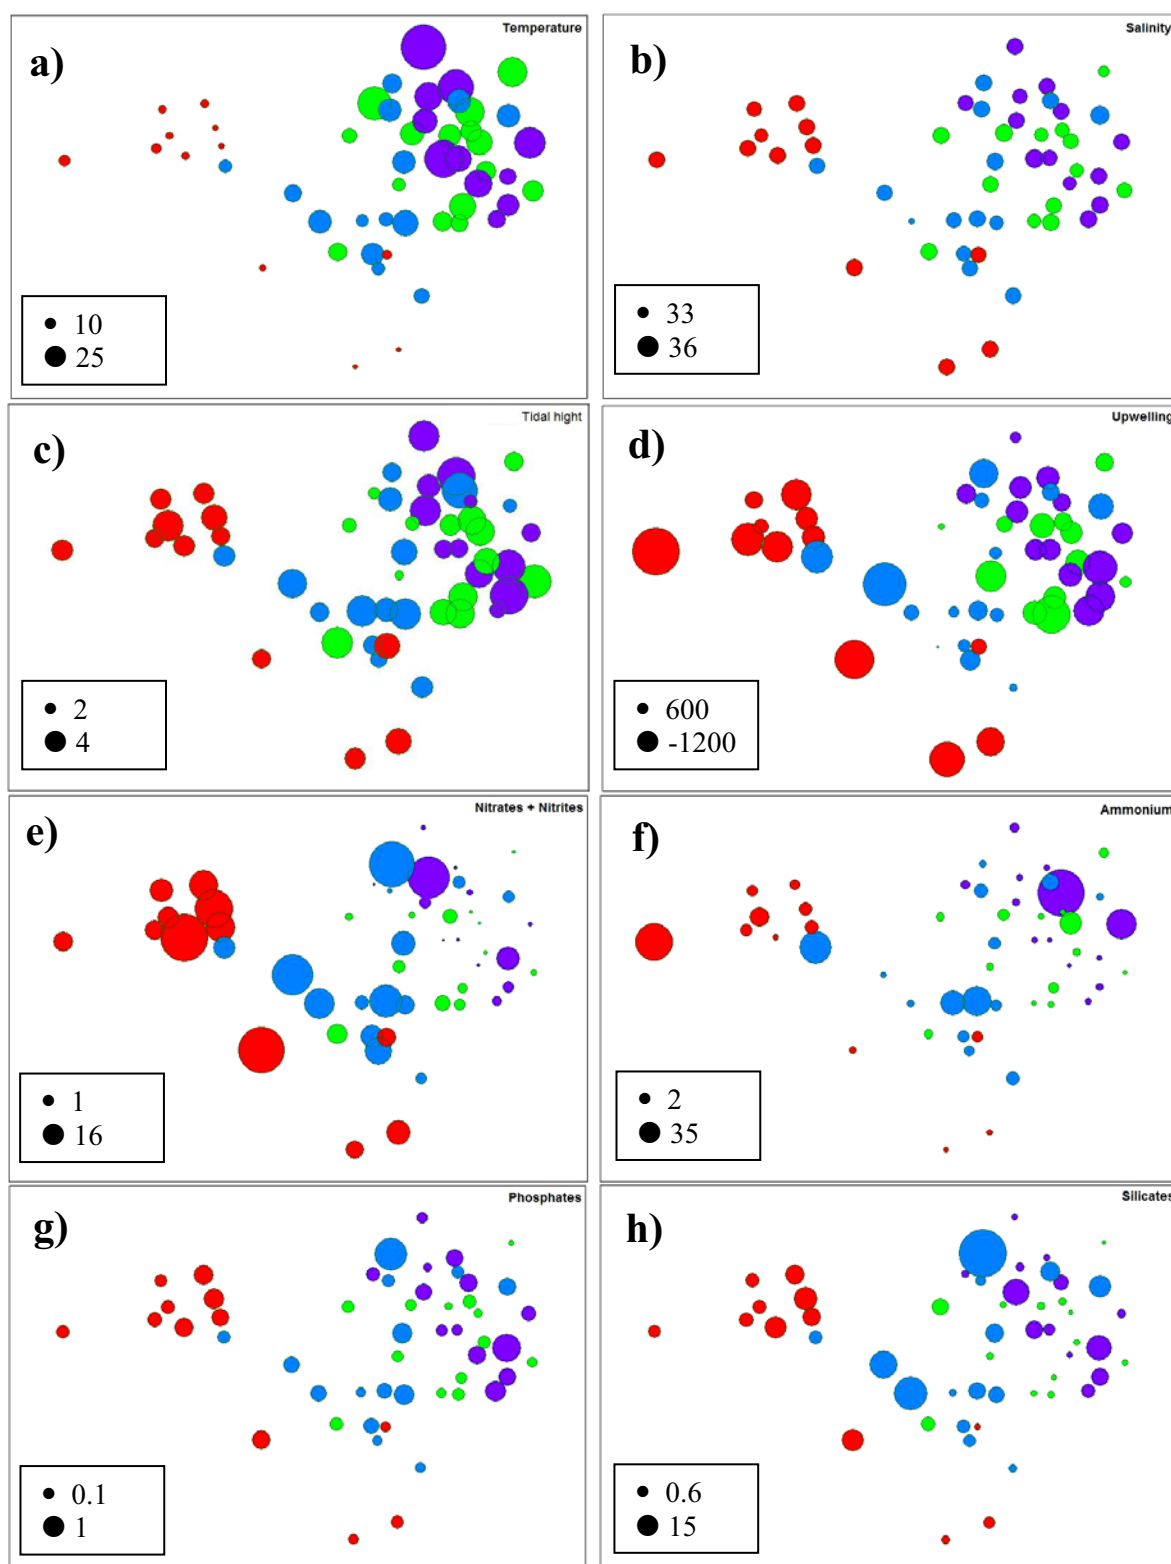 a)
Temperature
10
25
b)
Salinity
33
36
c)
Tidal hight
2
4
d)
Upwelling
600
-1200
e)
Nitrates + Nitrites
1
16
f)
Ammonium
2
35
g)
Phosphates
0.1
1
h)
Silicates
0.6
15